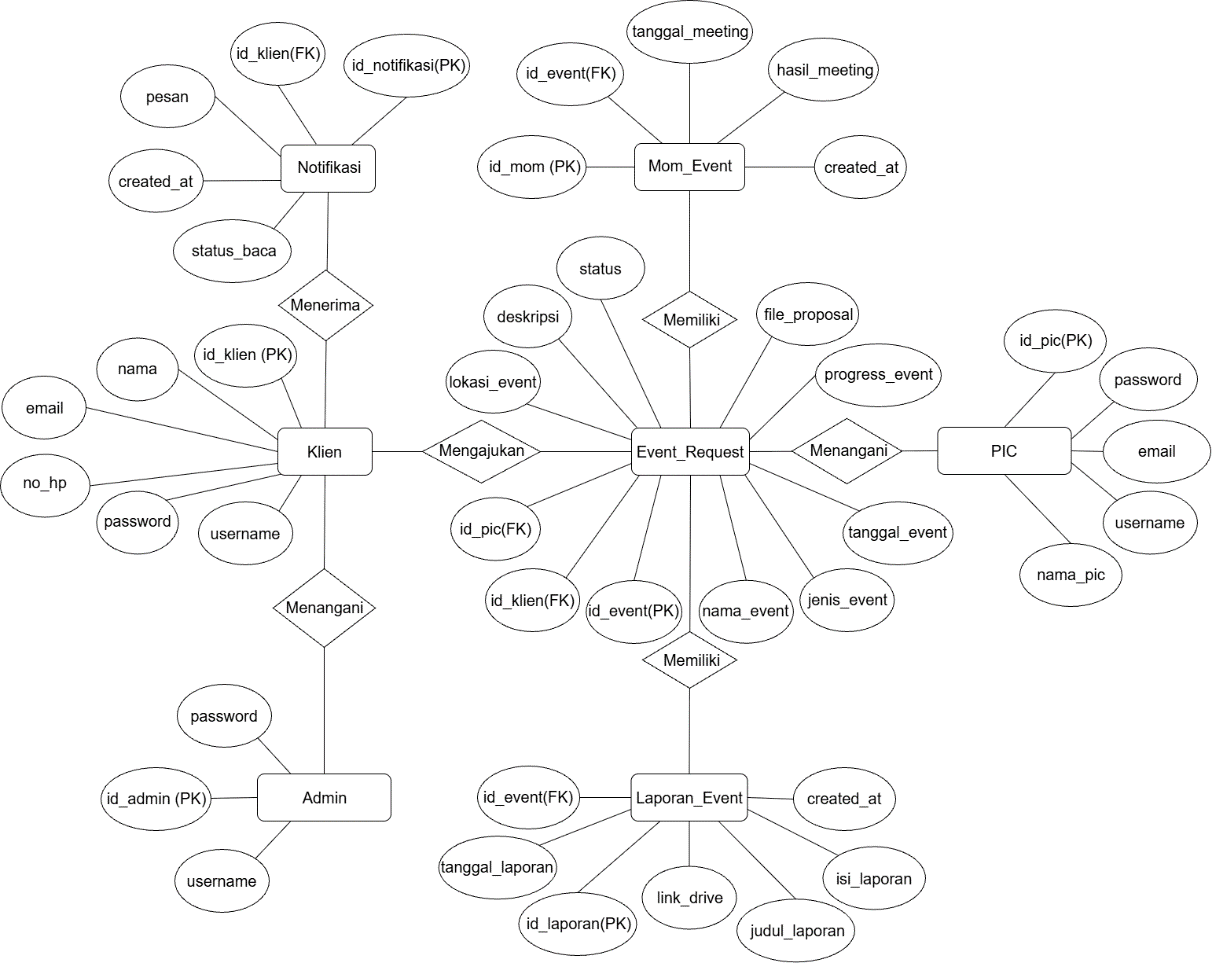 tanggal_meeting
id_klien(FK)
id_notifikasi(PK)
id_event(FK)
hasil_meeting
pesan
Notifikasi
id_mom (PK)
Mom_Event
created_at
created_at
status_baca
status
Menerima
deskripsi
Memiliki
file_proposal
id_pic(PK)
nama
id_klien (PK)
lokasi_event
progress_event
password
email
Klien
Mengajukan
Event_Request
Menangani
PIC
email
no_hp
password
username
id_pic(FK)
tanggal_event
username
nama_pic
Menangani
id_klien(FK)
id_event(PK)
nama_event
jenis_event
Memiliki
password
id_admin (PK)
Admin
id_event(FK)
Laporan_Event
created_at
username
tanggal_laporan
isi_laporan
id_laporan(PK)
link_drive
judul_laporan